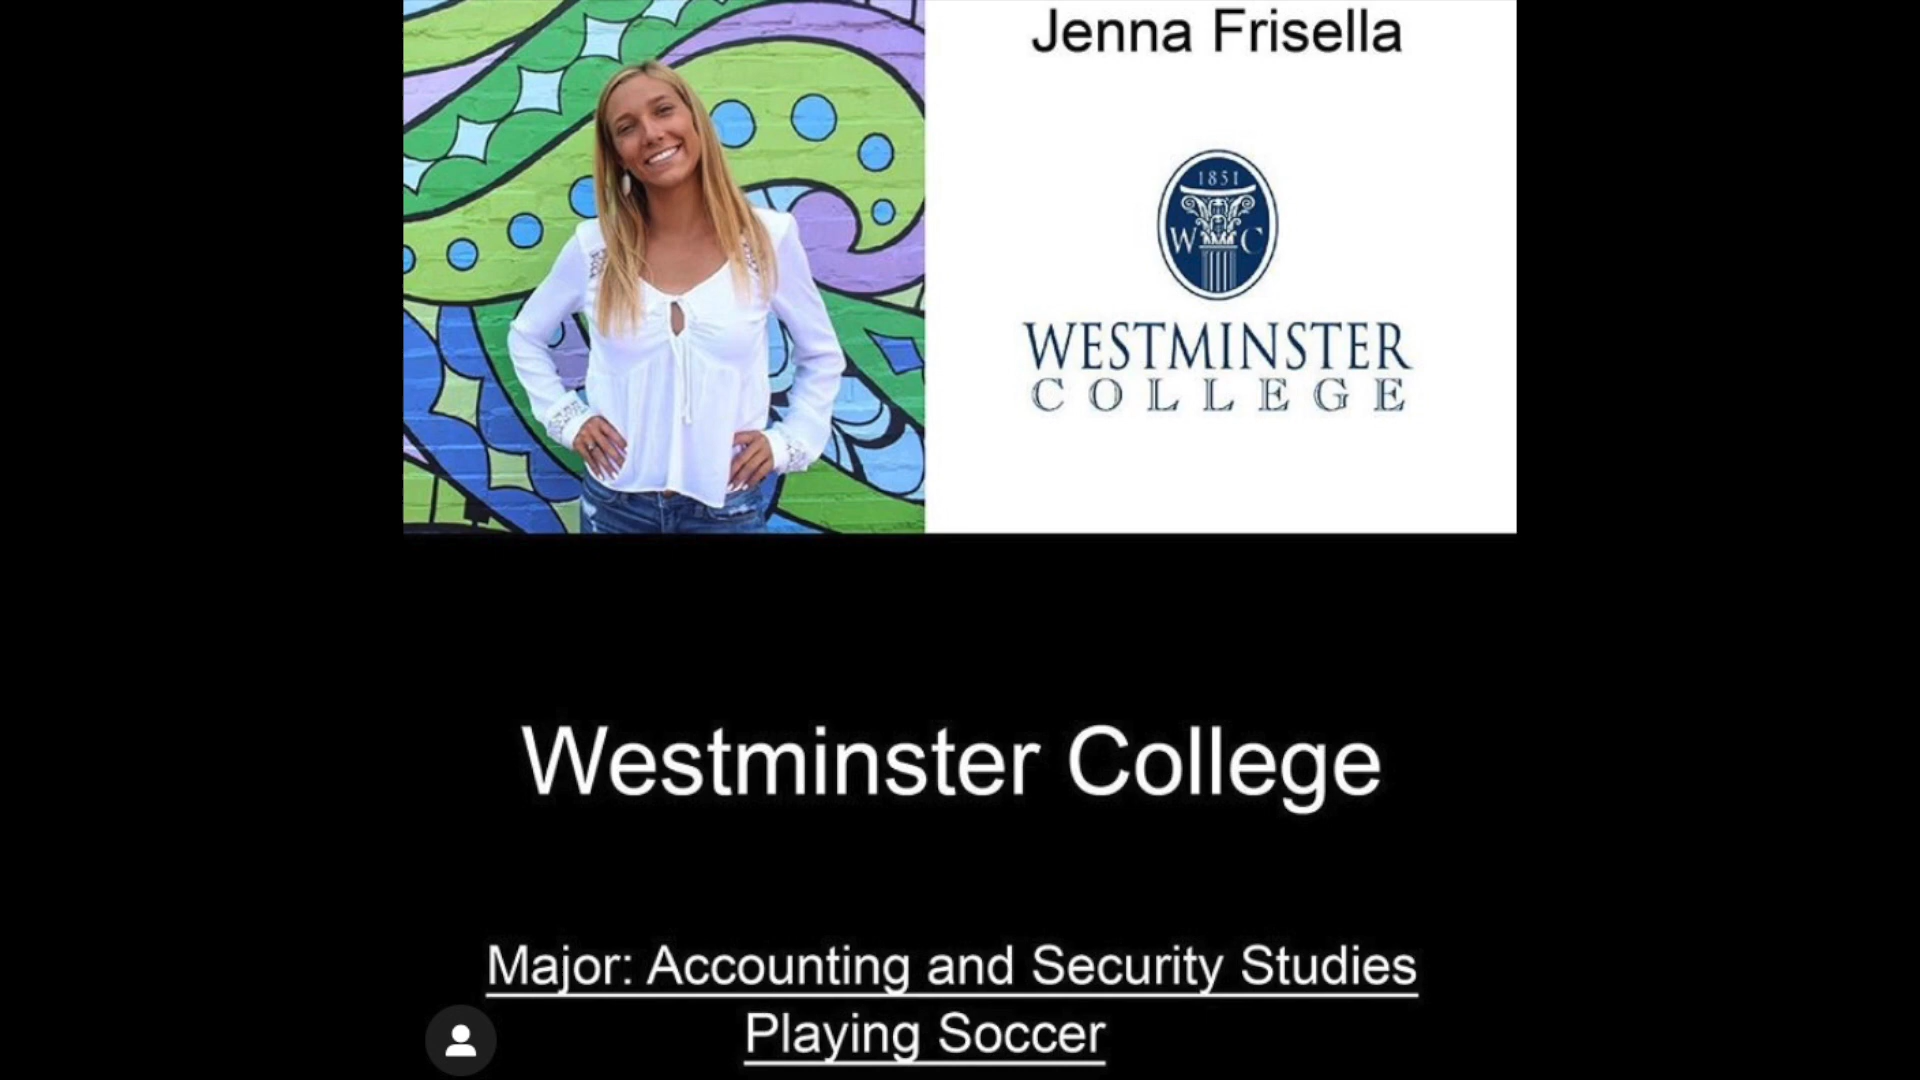 Jenna Frisella
1851
W C
WESTMINSTER
COLLEGE
Westminster College
Major: Accounting and Security Studies
Playing Soccer